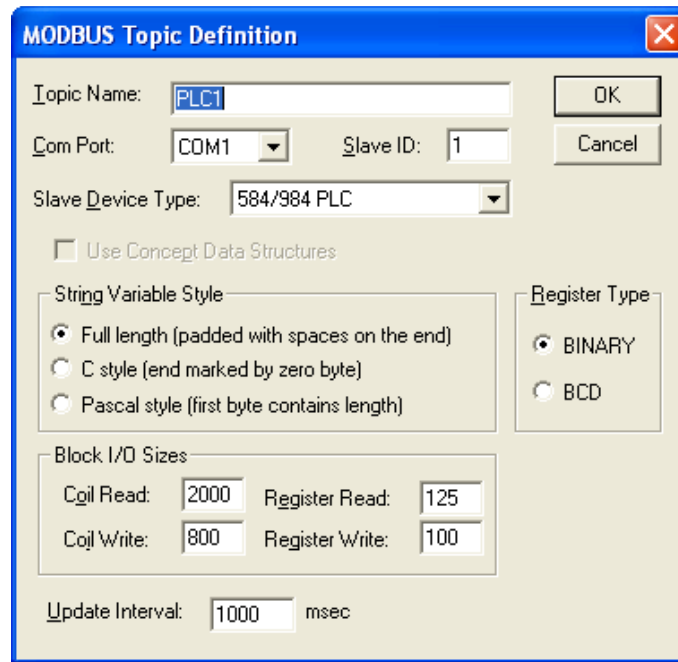 MODBUS Topic Definition
Topic Name: PLC1 OK
Com Port: COM1 Slave ID: 1 Cancel
Slave Device Type: 584/984 PLC
Use Concept Data Structures
String Variable Style
Full length (padded with spaces on the end)
C style (end marked by zero byte)
Pascal style (first byte contains length)
Register Type
BINARY
BCD
Block I/O Sizes
Coil Read: 2000 Register Read: 125
Coil Write: 800 Register Write: 100
Update Interval: 1000 msec